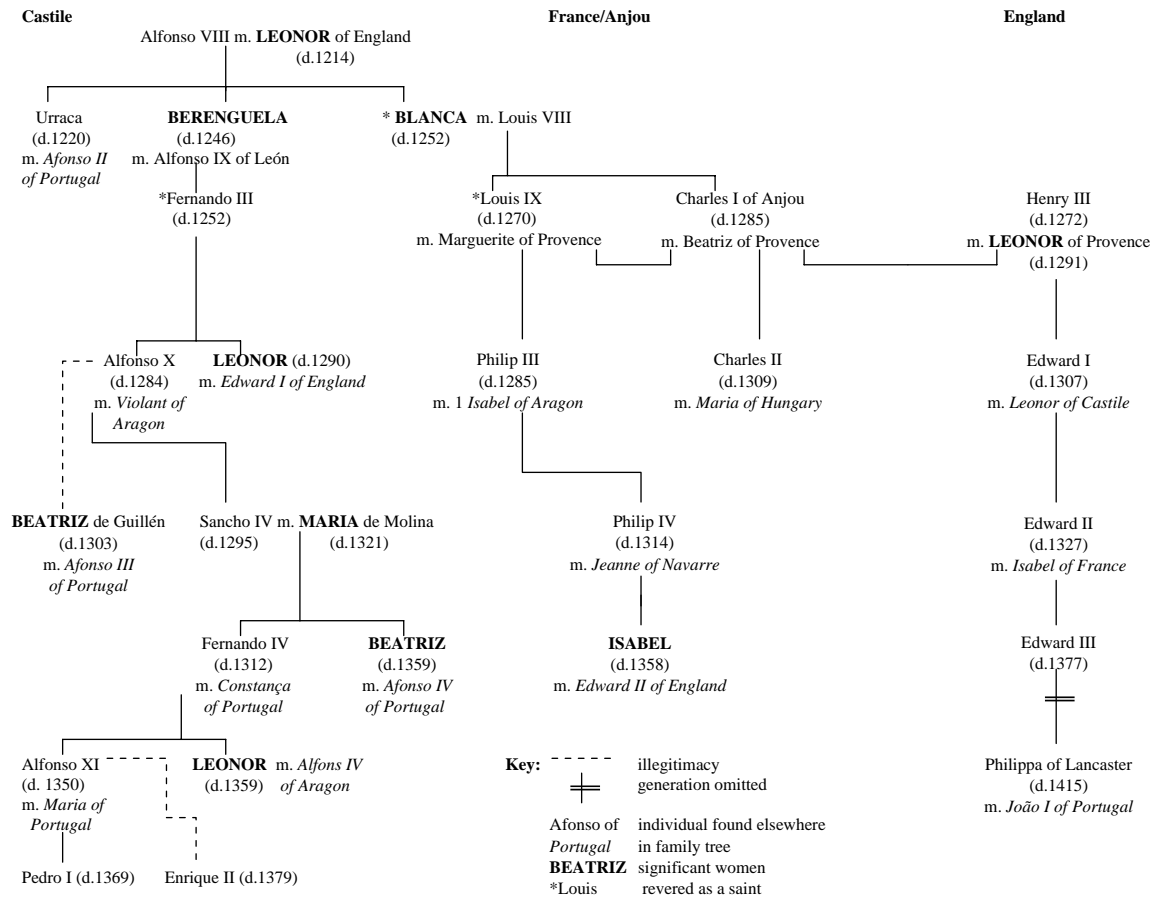 Castile France/Anjou England
Alfonso VIII m. LEONOR of England
(d.1214)
Urraca BERENGUELA * BLANCA m. Louis VIII
(d.1220) (d.1246) (d.1252)
m. Afonso II m. Alfonso IX of León
of Portugal
*Fernando III *Louis IX Charles I of Anjou Henry III
(d.1252) (d.1270) (d.1285) (d.1272)
m. Marguerite of Provence m. Beatriz of Provence m. LEONOR of Provence
(d.1291)
Alfonso X LEONOR (d.1290) Philip III Charles II Edward I
(d.1284) m. Edward I of England (d.1285) (d.1309) (d.1307)
m. Violant of m. 1 Isabel of Aragon m. Maria of Hungary m. Leonor of Castile
Aragon
BEATRIZ de Guillén Sancho IV m. MARIA de Molina Philip IV Edward II
(d.1303) (d.1295) (d.1321) (d.1314) (d.1327)
m. Afonso III m. Jeanne of Navarre m. Isabel of France
of Portugal
Fernando IV BEATRIZ ISABEL Edward III
(d.1312) (d.1359) (d.1358) (d.1377)
m. Constança m. Afonso IV m. Edward II of England
of Portugal of Portugal
Alfonso XI LEONOR m. Alfons IV Key: illegitimacy Philippa of Lancaster
(d. 1350) (d.1359) of Aragon generation omitted (d.1415)
m. Maria of m. João I of Portugal
Portugal
Afonso of individual found elsewhere
Portugal in family tree
BEATRIZ significant women
Pedro I (d.1369) Enrique II (d.1379)
*Louis revered as a saint